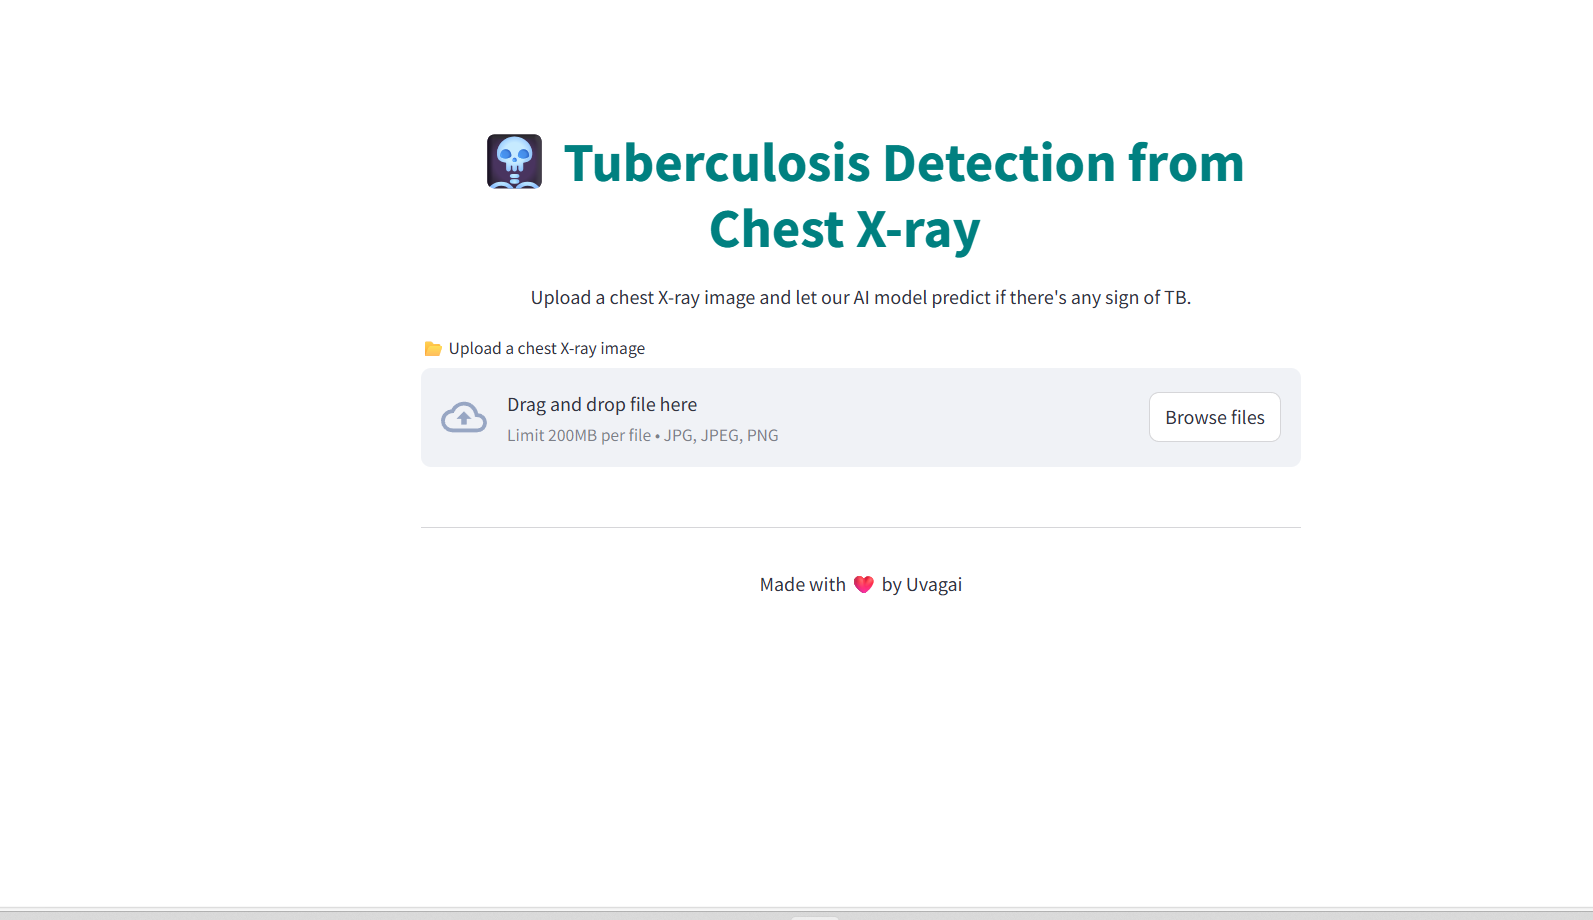 🩻 Tuberculosis Detection from
Chest X-ray
Upload a chest X-ray image and let our AI model predict if there's any sign of TB.
📁 Upload a chest X-ray image
Drag and drop file here
Limit 200MB per file • JPG, JPEG, PNG
Browse files
Made with ❤️ by Uvagai